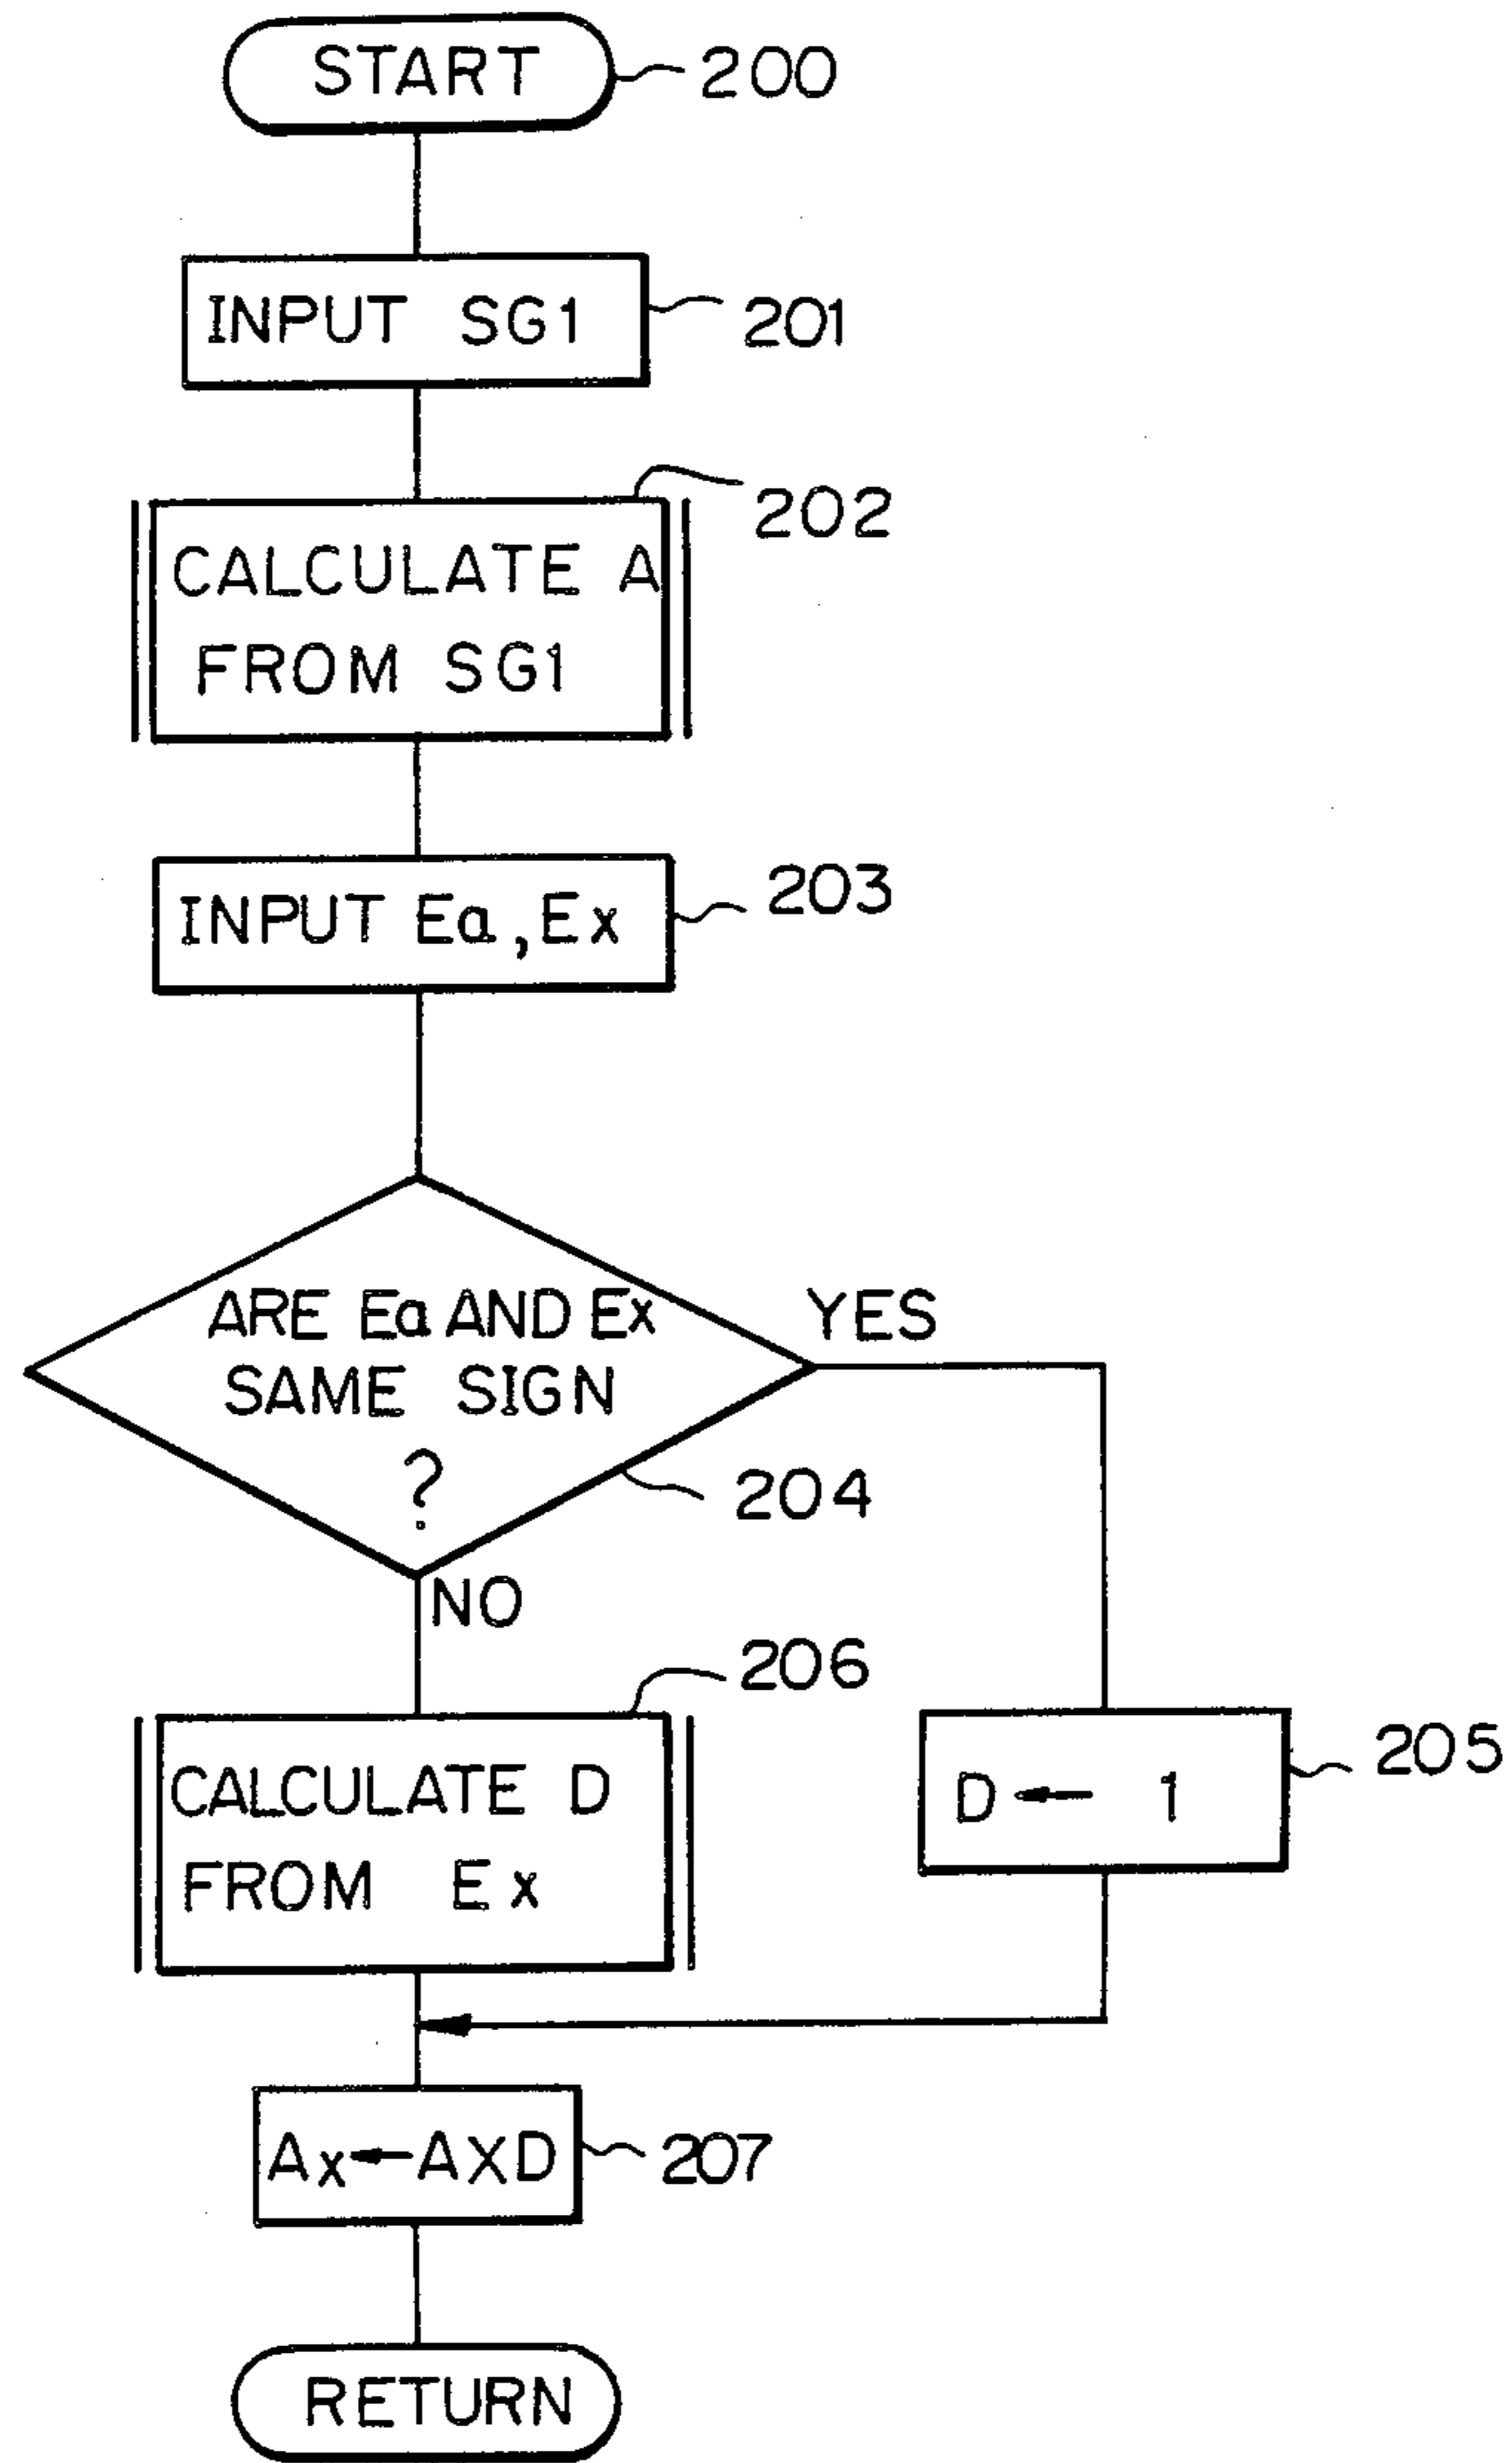 START
200
INPUT SG1
201
202
CALCULATE A
FROM SG1
INPUT Ea, Ex
203
ARE Ea AND Ex
SAME SIGN
?
YES
204
NO
206
CALCULATE D
FROM Ex
D ← 1
205
Ax ← AXD
207
RETURN